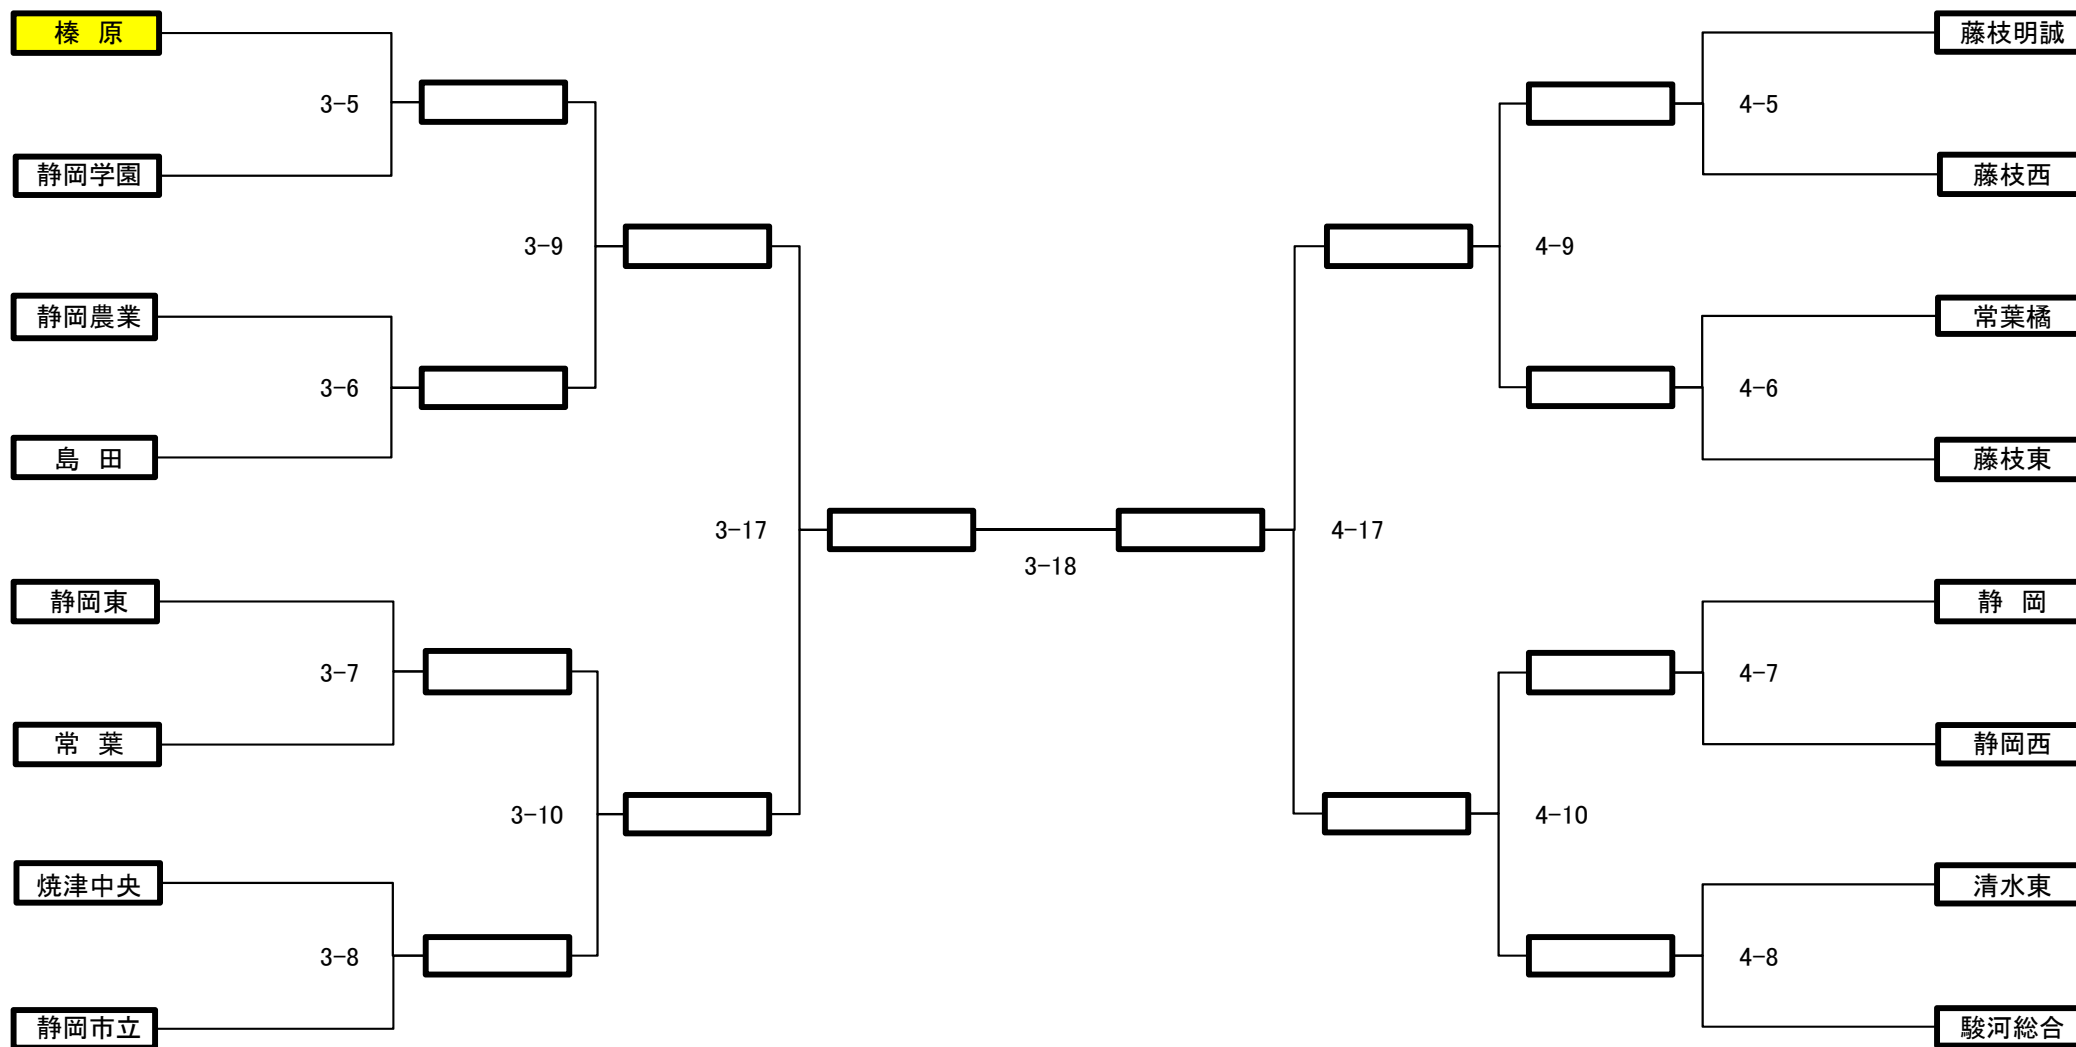 榛 原
藤枝明誠
3-5
4-5
静岡学園
藤枝西
3-9
4-9
静岡農業
常葉橘
3-6
4-6
島 田
藤枝東
3-17
4-17
3-18
静岡東
静 岡
3-7
4-7
常 葉
静岡西
3-10
4-10
焼津中央
清水東
3-8
4-8
静岡市立
駿河総合